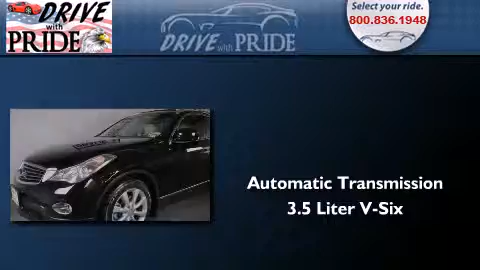 DRIVE
with
PRIDE
DRIVE with PRIDE
Select your ride.
800.836.1948
Automatic Transmission
3.5 Liter V-Six